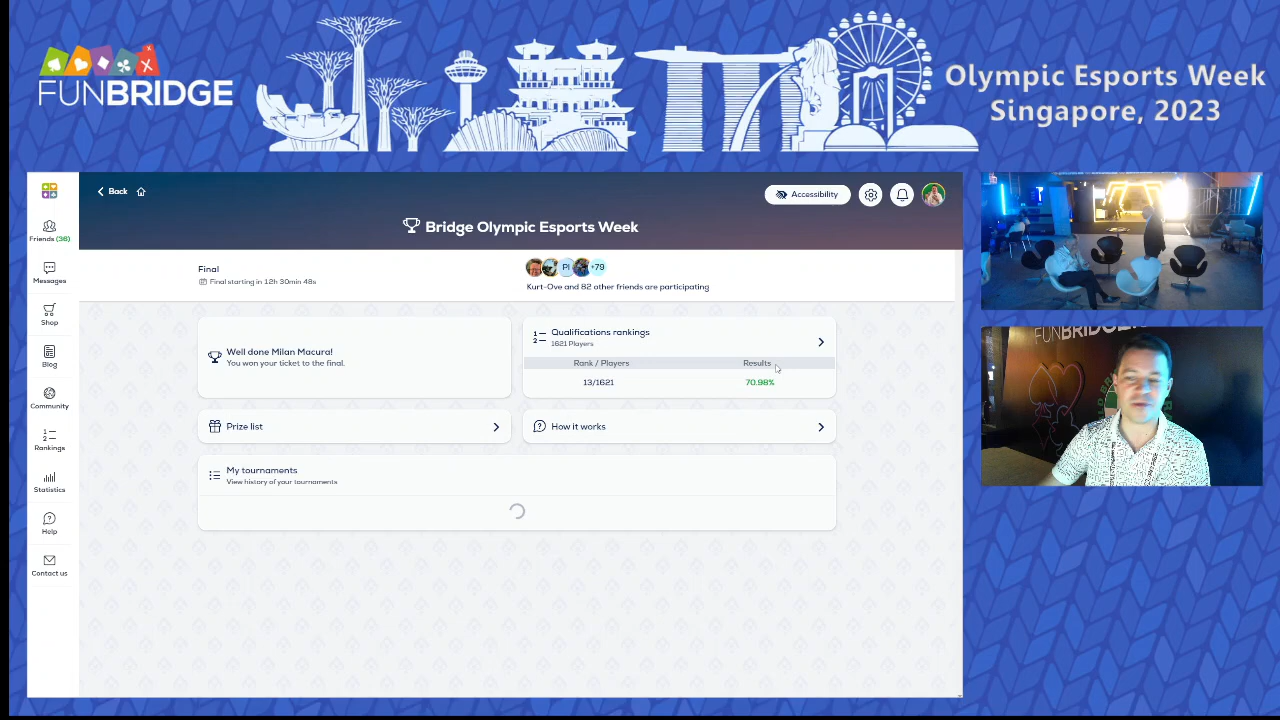 FUNBRIDGE
Olympic Esports Week
Singapore, 2023
Back
Accessibility
Bridge Olympic Esports Week
Friends (36)
Messages
Shop
Blog
Community
Rankings
Statistics
Help
Contact us
Final
Final starting in 12h 30min 48s
PI
+79
Kurt-Ove and 82 other friends are participating
Well done Milan Macura!
You won your ticket to the final.
Qualifications rankings
1621 Players
Rank / Players Results
13/1621 70.98%
Prize list
How it works
My tournaments
View history of your tournaments
FUNBRIDGE